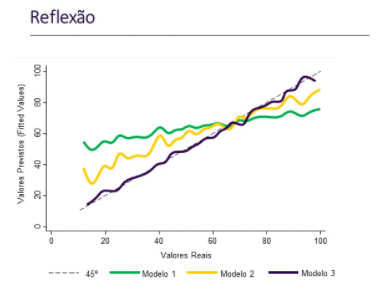 Reflexão
Valores Previstos (Fitted Values)
100
80
60
40
20
0
0 20 40 60 80 100
Valores Reais
45º Modelo 1 Modelo 2 Modelo 3